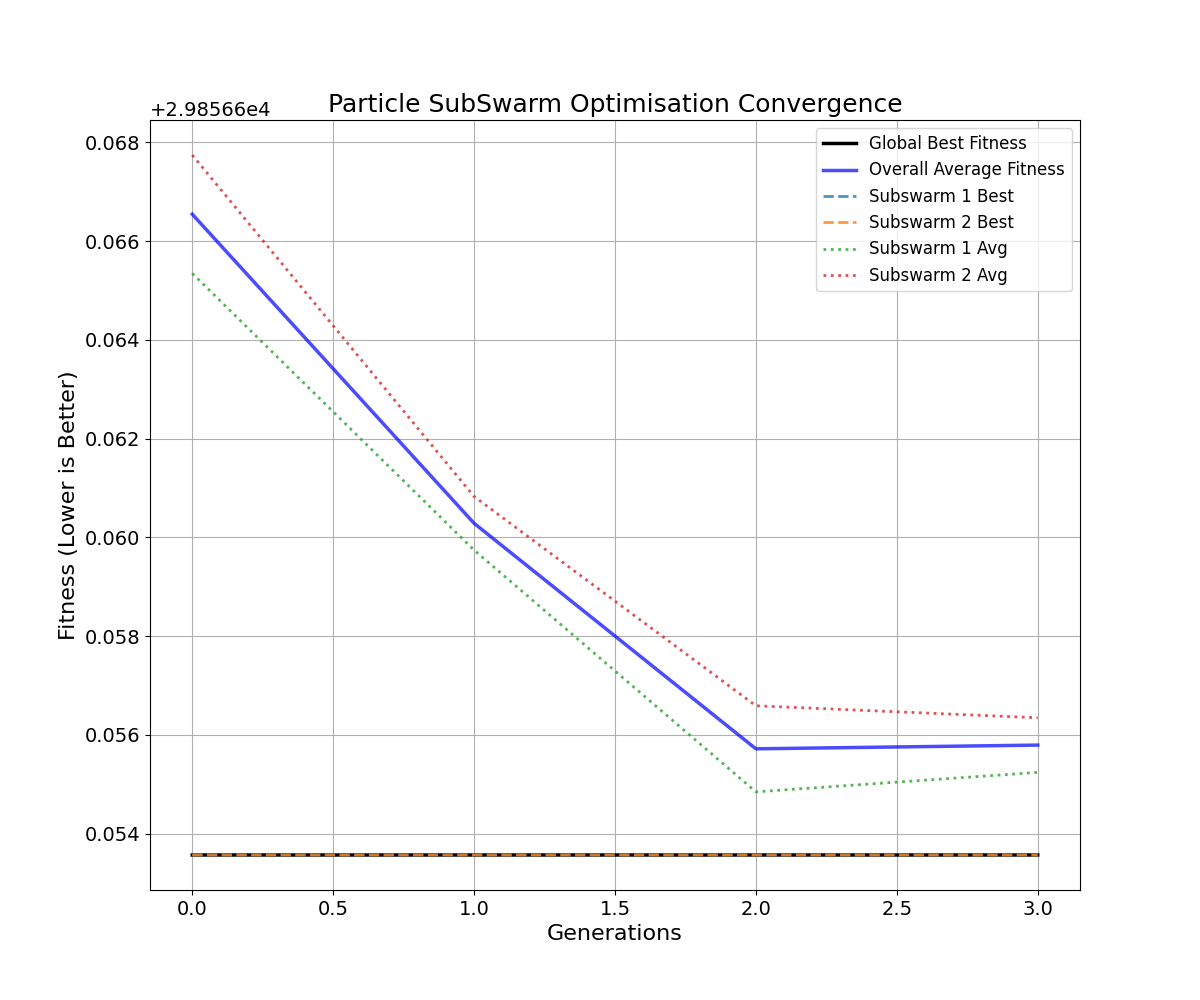 +2.98566e4
Particle SubSwarm Optimisation Convergence
0.068
0.066
0.064
0.062
0.060
0.058
0.056
0.054
Fitness (Lower is Better)
Global Best Fitness
Overall Average Fitness
Subswarm 1 Best
Subswarm 2 Best
Subswarm 1 Avg
Subswarm 2 Avg
0.0 0.5 1.0 1.5 2.0 2.5 3.0
Generations